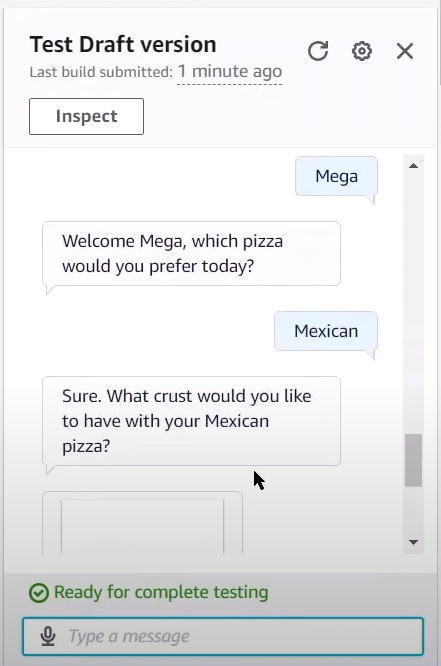 Test Draft version
Last build submitted: 1 minute ago
Inspect
Mega
Welcome Mega, which pizza
would you prefer today?
Mexican
Sure. What crust would you like
to have with your Mexican
pizza?
Ready for complete testing
Type a message